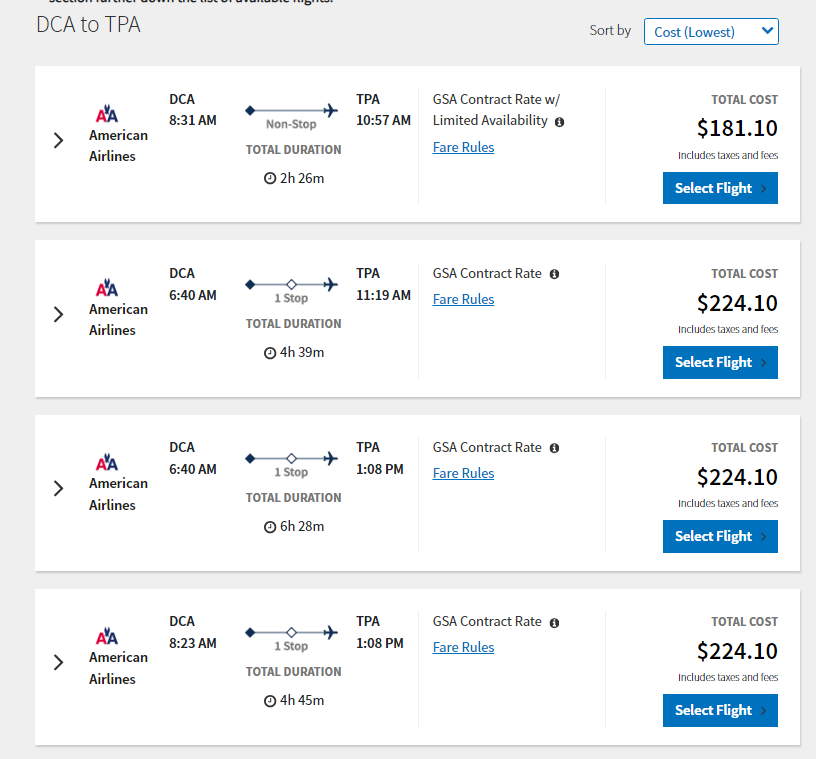 section further down the list of available flights.
DCA to TPA
Sort by
Cost (Lowest)
AA
American
Airlines
DCA
8:31 AM
Non-Stop
TOTAL DURATION
2h 26m
TPA
10:57 AM
GSA Contract Rate w/
Limited Availability
Fare Rules
TOTAL COST
$181.10
Includes taxes and fees
Select Flight
AA
American
Airlines
DCA
6:40 AM
1 Stop
TOTAL DURATION
4h 39m
TPA
11:19 AM
GSA Contract Rate
Fare Rules
TOTAL COST
$224.10
Includes taxes and fees
Select Flight
AA
American
Airlines
DCA
6:40 AM
1 Stop
TOTAL DURATION
6h 28m
TPA
1:08 PM
GSA Contract Rate
Fare Rules
TOTAL COST
$224.10
Includes taxes and fees
Select Flight
AA
American
Airlines
DCA
8:23 AM
1 Stop
TOTAL DURATION
4h 45m
TPA
1:08 PM
GSA Contract Rate
Fare Rules
TOTAL COST
$224.10
Includes taxes and fees
Select Flight